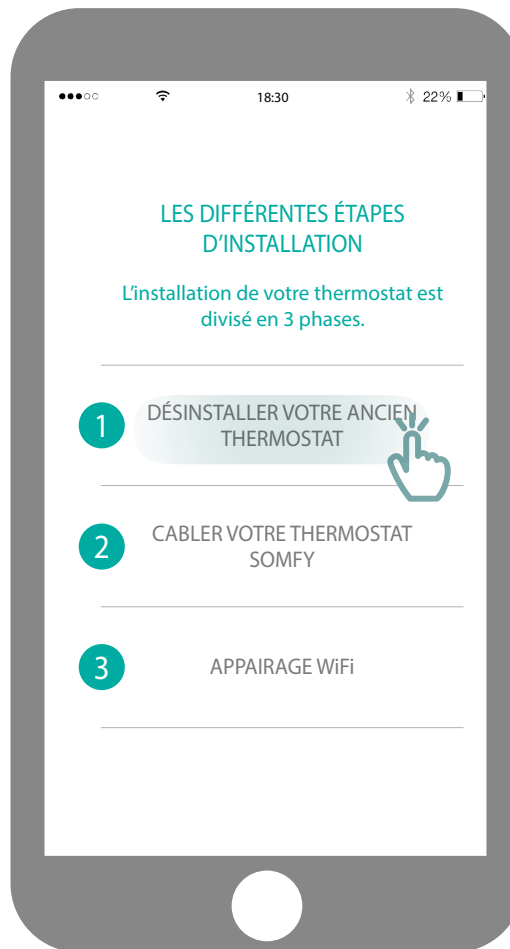 18:30
22%
LES DIFFÉRENTES ÉTAPES
D'INSTALLATION
L'installation de votre thermostat est
divisé en 3 phases.
1
DÉSINSTALLER VOTRE ANCIEN
THERMOSTAT
2
CABLER VOTRE THERMOSTAT
SOMFY
3
APPAIRAGE WiFi